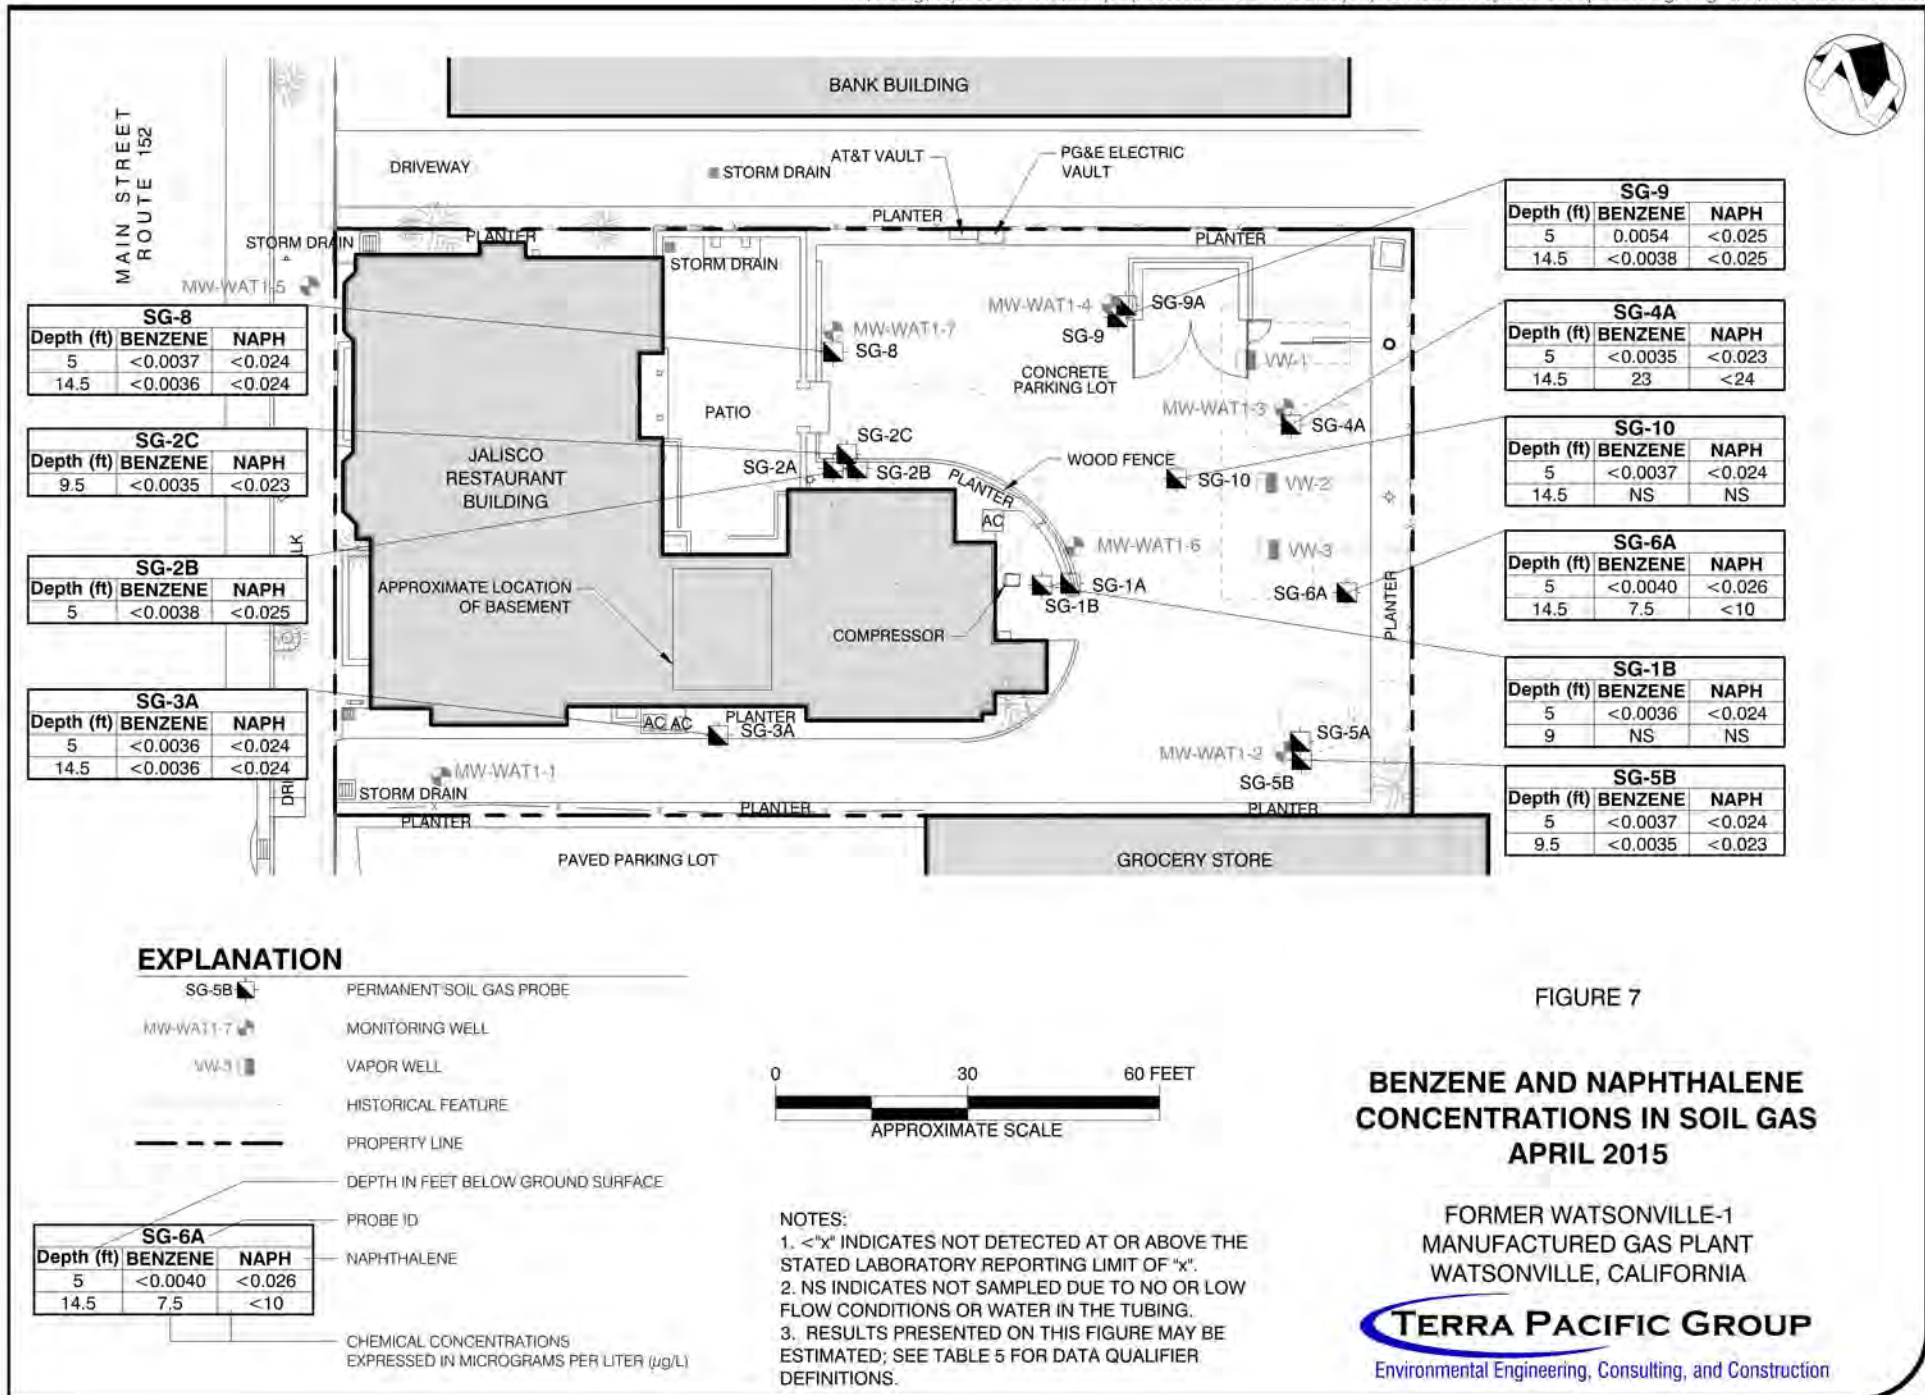 BANK BUILDING
MAIN STREET
ROUTE 152
DRIVEWAY
STORM DRAIN
AT&T VAULT
PG&E ELECTRIC
VAULT
PLANTER
PLANTER
PLANTER
STORM DRAIN
STORM DRAIN
MW-WAT1-5
SG-8
Depth (ft) BENZENE NAPH
5 <0.0037 <0.024
14.5 <0.0036 <0.024
SG-2C
Depth (ft) BENZENE NAPH
9.5 <0.0035 <0.023
SG-2B
Depth (ft) BENZENE NAPH
5 <0.0038 <0.025
SG-3A
Depth (ft) BENZENE NAPH
5 <0.0036 <0.024
14.5 <0.0036 <0.024
JALISCO
RESTAURANT
BUILDING
PATIO
MW-WAT1-7
SG-8
MW-WAT1-4
SG-9A
SG-9
CONCRETE
PARKING LOT
VW-1
MW-WAT1-3
SG-4A
SG-2C
SG-2A
SG-2B
PLANTER
WOOD FENCE
SG-10
VW-2
AC
MW-WAT1-6
VW-3
SG-1A
SG-1B
SG-6A
APPROXIMATE LOCATION
OF BASEMENT
COMPRESSOR
PLANTER
LK
AC AC
PLANTER
SG-3A
SG-5A
MW-WAT1-2
SG-5B
MW-WAT1-1
STORM DRAIN
DRI
PLANTER
PLANTER
PLANTER
PAVED PARKING LOT
GROCERY STORE
SG-9
Depth (ft) BENZENE NAPH
5 0.0054 <0.025
14.5 <0.0038 <0.025
SG-4A
Depth (ft) BENZENE NAPH
5 <0.0035 <0.023
14.5 23 <24
SG-10
Depth (ft) BENZENE NAPH
5 <0.0037 <0.024
14.5 NS NS
SG-6A
Depth (ft) BENZENE NAPH
5 <0.0040 <0.026
14.5 7.5 <10
SG-1B
Depth (ft) BENZENE NAPH
5 <0.0036 <0.024
9 NS NS
SG-5B
Depth (ft) BENZENE NAPH
5 <0.0037 <0.024
9.5 <0.0035 <0.023
EXPLANATION
SG-5B PERMANENT SOIL GAS PROBE
MW-WAT1-7 MONITORING WELL
VW-3 VAPOR WELL
HISTORICAL FEATURE
PROPERTY LINE
DEPTH IN FEET BELOW GROUND SURFACE
PROBE ID
SG-6A
Depth (ft) BENZENE NAPH
NAPHTHALENE
5 <0.0040 <0.026
14.5 7.5 <10
CHEMICAL CONCENTRATIONS
EXPRESSED IN MICROGRAMS PER LITER (µg/L)
0 30 60 FEET
APPROXIMATE SCALE
NOTES:
1. <"x" INDICATES NOT DETECTED AT OR ABOVE THE
STATED LABORATORY REPORTING LIMIT OF "x".
2. NS INDICATES NOT SAMPLED DUE TO NO OR LOW
FLOW CONDITIONS OR WATER IN THE TUBING.
3. RESULTS PRESENTED ON THIS FIGURE MAY BE
ESTIMATED; SEE TABLE 5 FOR DATA QUALIFIER
DEFINITIONS.
FIGURE 7
BENZENE AND NAPHTHALENE
CONCENTRATIONS IN SOIL GAS
APRIL 2015
FORMER WATSONVILLE-1
MANUFACTURED GAS PLANT
WATSONVILLE, CALIFORNIA
TERRA PACIFIC GROUP
Environmental Engineering, Consulting, and Construction